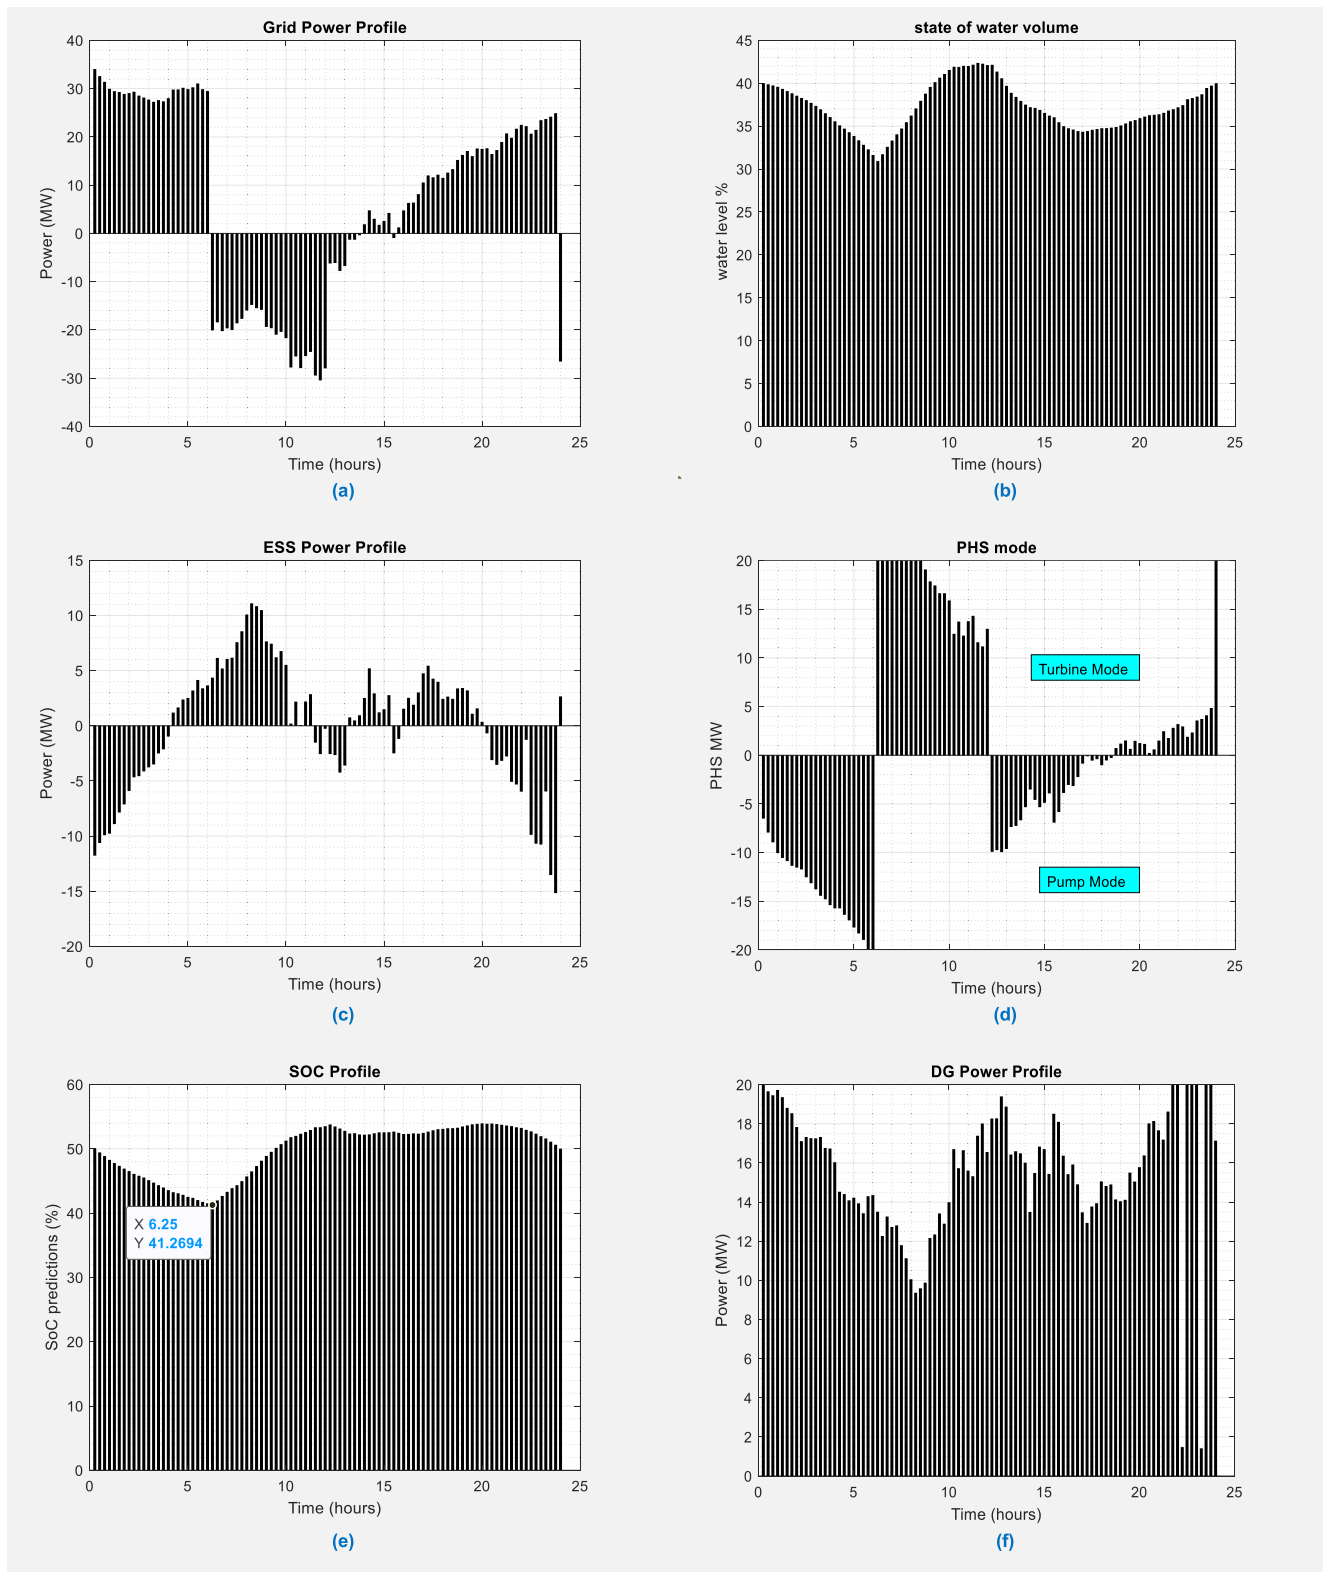 Grid Power Profile
40
30
20
10
0
-10
-20
-30
-40
Power (MW)
0 5 10 15 20 25
Time (hours)
(a)
state of water volume
45
40
35
30
25
20
15
10
5
0
water level %
0 5 10 15 20 25
Time (hours)
(b)
ESS Power Profile
15
10
5
0
-5
-10
-15
-20
Power (MW)
0 5 10 15 20 25
Time (hours)
(c)
PHS mode
20
15
10
5
0
-5
-10
-15
-20
PHS MW
Turbine Mode
Pump Mode
0 5 10 15 20 25
Time (hours)
(d)
SOC Profile
60
50
40
30
20
10
0
SoC predictions (%)
X 6.25
Y 41.2694
0 5 10 15 20 25
Time (hours)
(e)
DG Power Profile
20
18
16
14
12
10
8
6
4
2
0
Power (MW)
0 5 10 15 20 25
Time (hours)
(f)